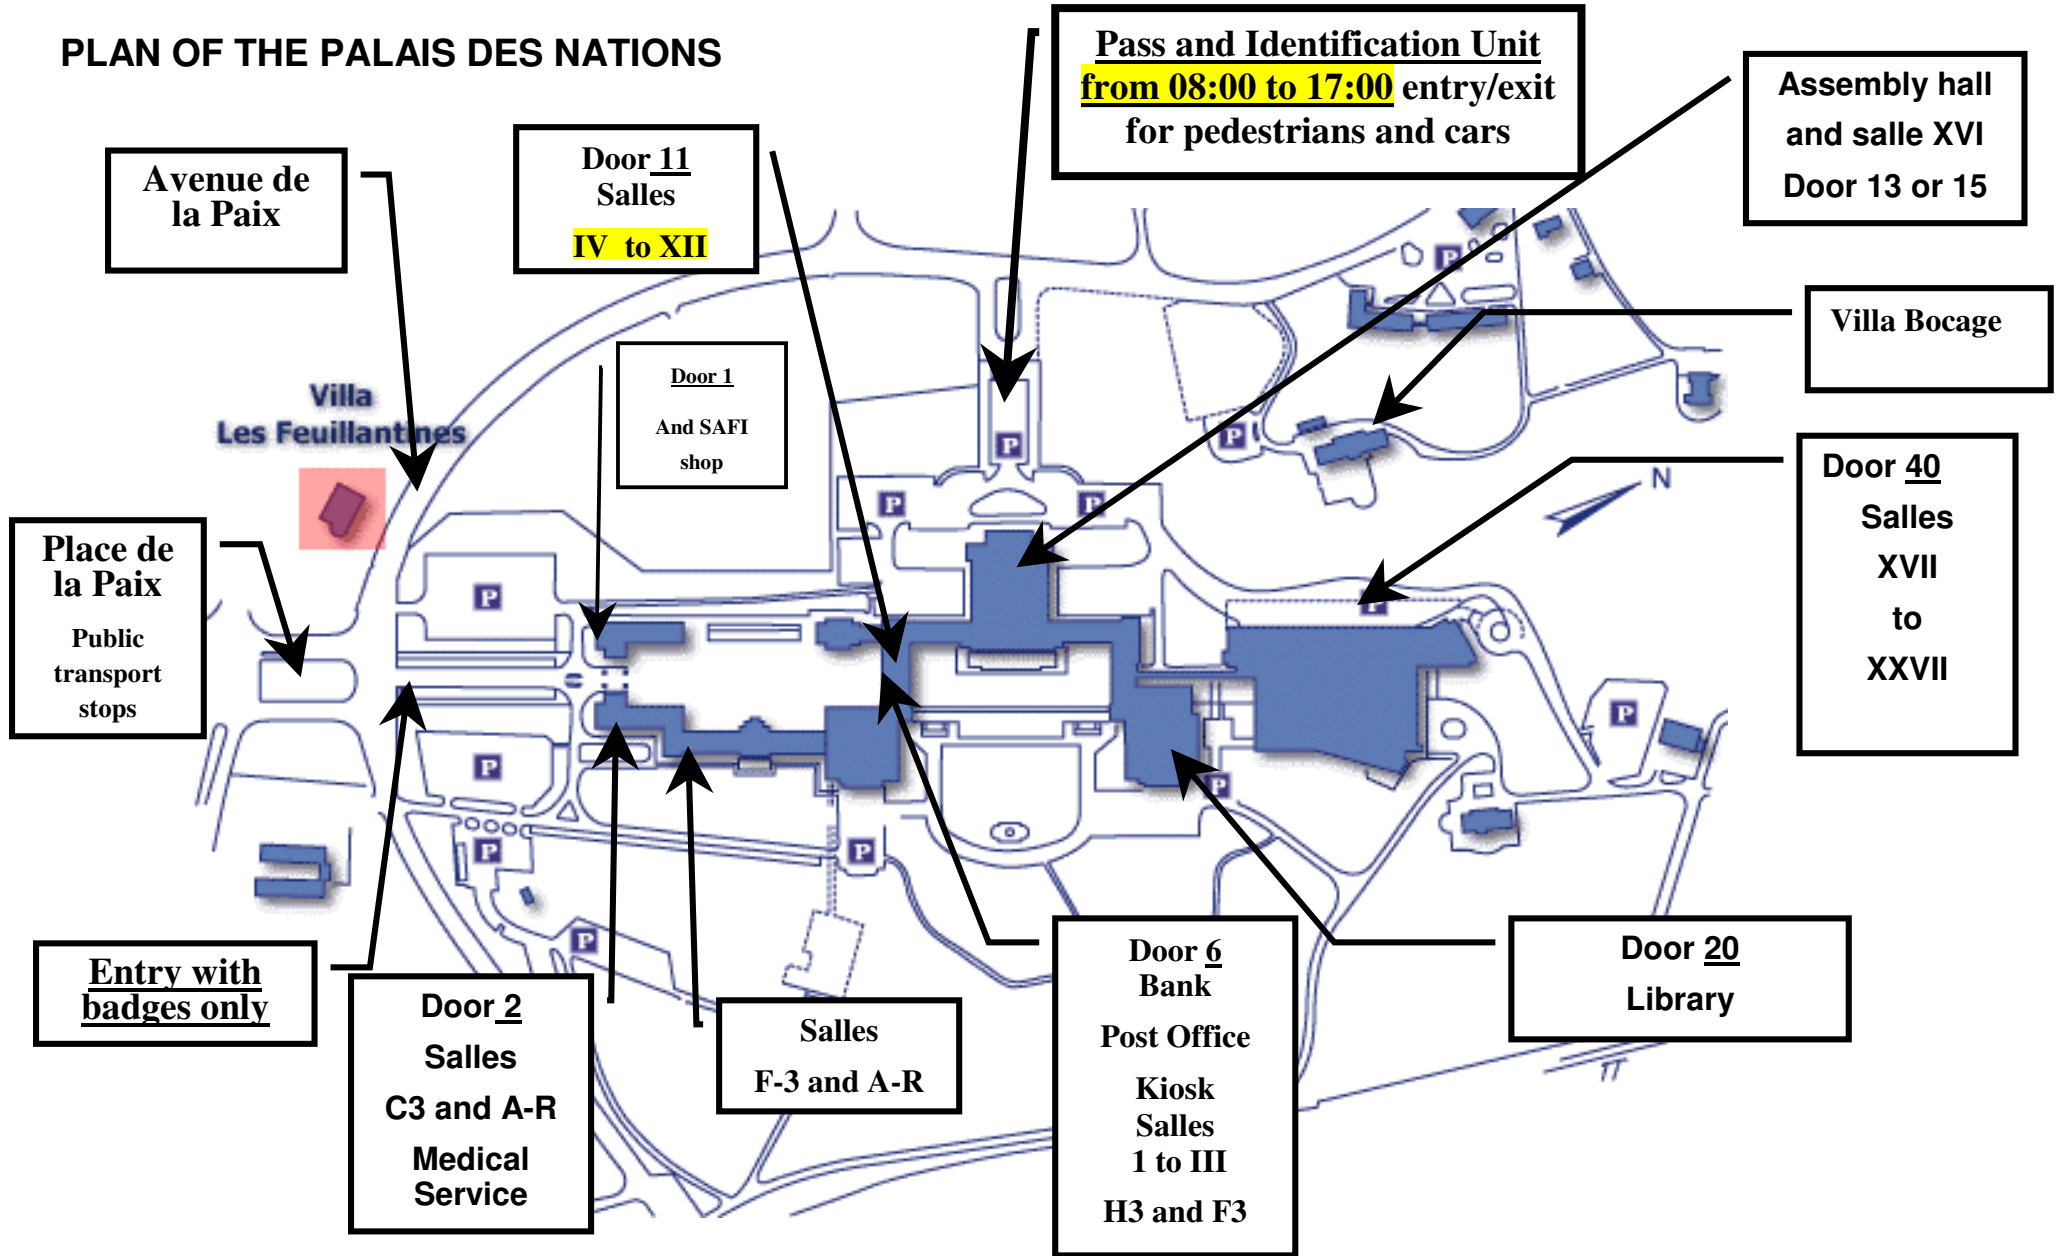 PLAN OF THE PALAIS DES NATIONS
Pass and Identification Unit
from 08:00 to 17:00 entry/exit
for pedestrians and cars
Assembly hall
and salle XVI
Door 13 or 15
Avenue de
la Paix
Door 11
Salles
IV to XII
Villa Bocage
Door 1
And SAFI
shop
Villa
Les Feuillantines
Door 40
Salles
XVII
to
XXVII
N
Place de
la Paix
Public
transport
stops
P
P
P
P
P
P
P
P
P
P
P
P
P
Entry with
badges only
Door 2
Salles
C3 and A-R
Medical
Service
Salles
F-3 and A-R
Door 6
Bank
Post Office
Kiosk
Salles
1 to III
H3 and F3
Door 20
Library